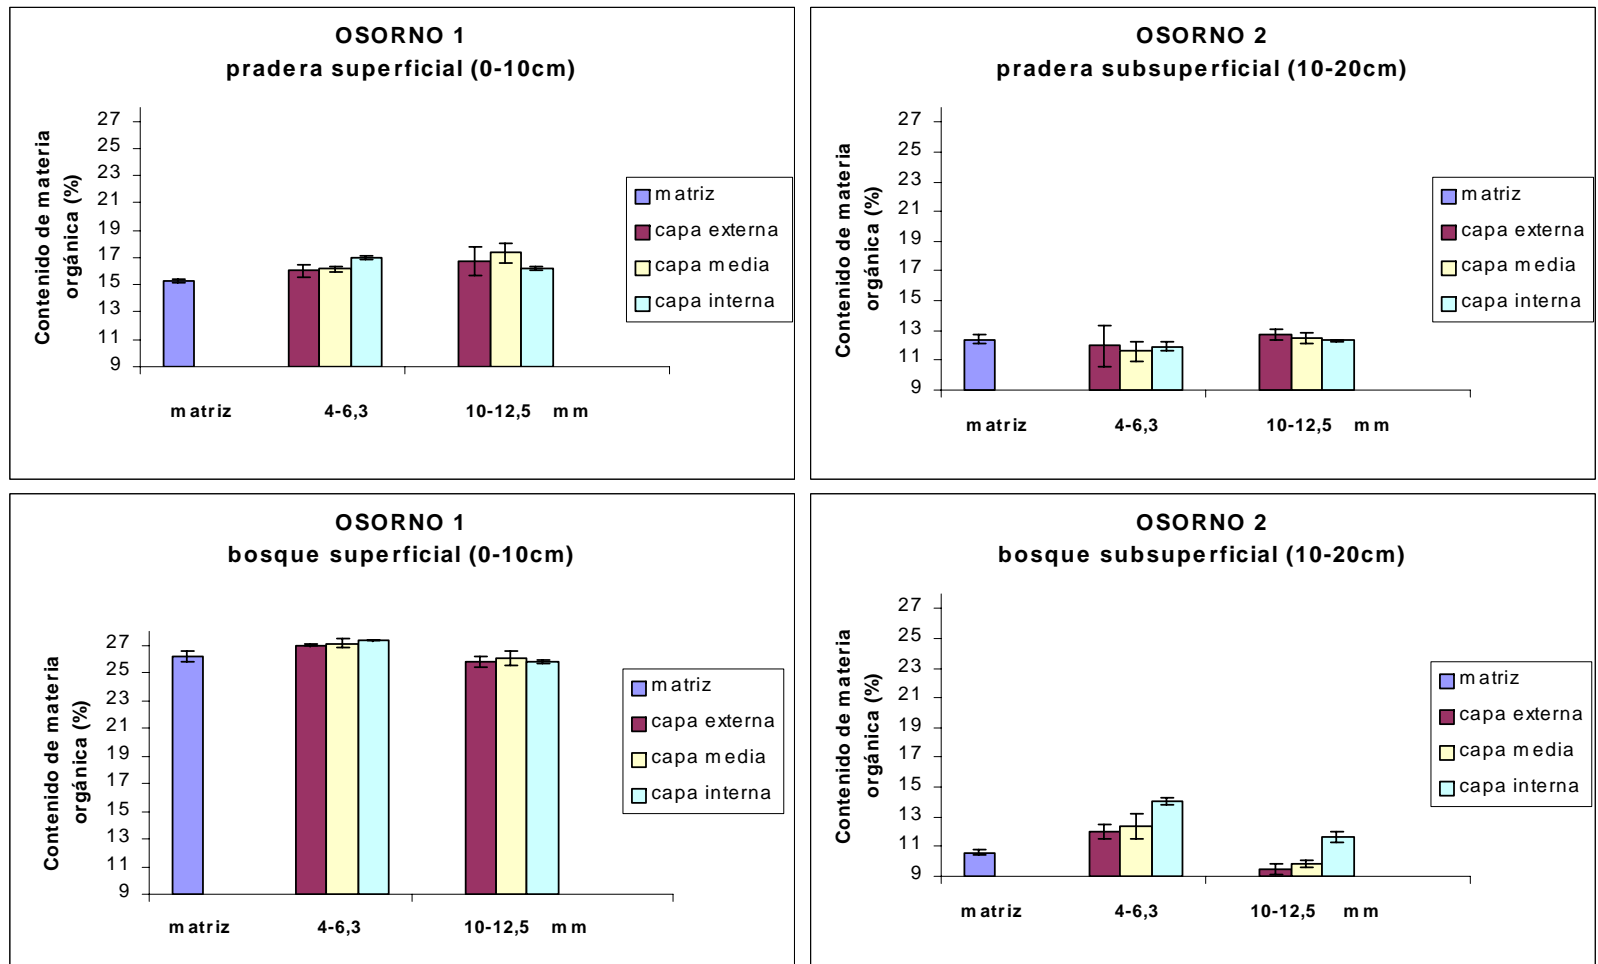 OSORNO 1
pradera superficial (0-10cm)
Contenido de materia
orgánica (%)
27
25
23
21
19
17
15
13
11
9
matriz 4-6,3 10-12,5 mm
matriz
capa externa
capa media
capa interna
OSORNO 2
pradera subsuperficial (10-20cm)
Contenido de materia
orgánica (%)
27
25
23
21
19
17
15
13
11
9
matriz 4-6,3 10-12,5 mm
matriz
capa externa
capa media
capa interna
OSORNO 1
bosque superficial (0-10cm)
Contenido de materia
orgánica (%)
27
25
23
21
19
17
15
13
11
9
matriz 4-6,3 10-12,5 mm
matriz
capa externa
capa media
capa interna
OSORNO 2
bosque subsuperficial (10-20cm)
Contenido de materia
orgánica (%)
27
25
23
21
19
17
15
13
11
9
matriz 4-6,3 10-12,5 mm
matriz
capa externa
capa media
capa interna